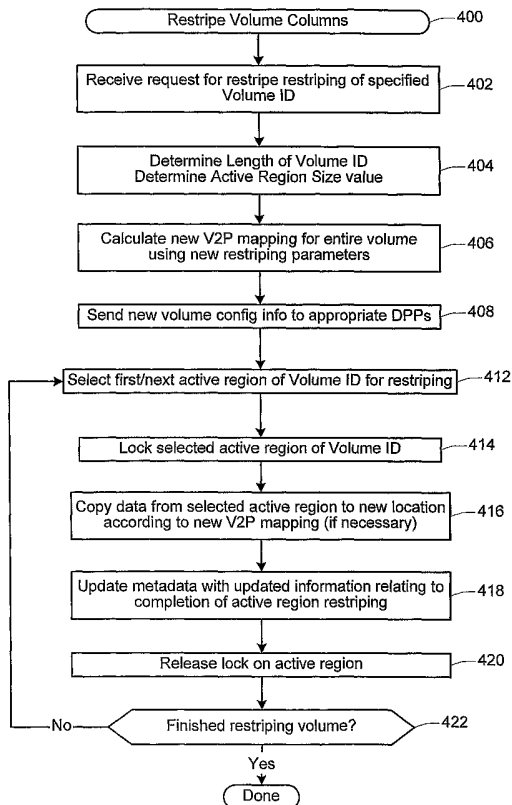 Restripe Volume Columns
400
Receive request for restripe restriping of specified
Volume ID
402
Determine Length of Volume ID
Determine Active Region Size value
404
Calculate new V2P mapping for entire volume
using new restriping parameters
406
Send new volume config info to appropriate DPPs
408
Select first/next active region of Volume ID for restriping
412
Lock selected active region of Volume ID
414
Copy data from selected active region to new location
according to new V2P mapping (if necessary)
416
Update metadata with updated information relating to
completion of active region restriping
418
Release lock on active region
420
No
Finished restriping volume?
422
Yes
Done